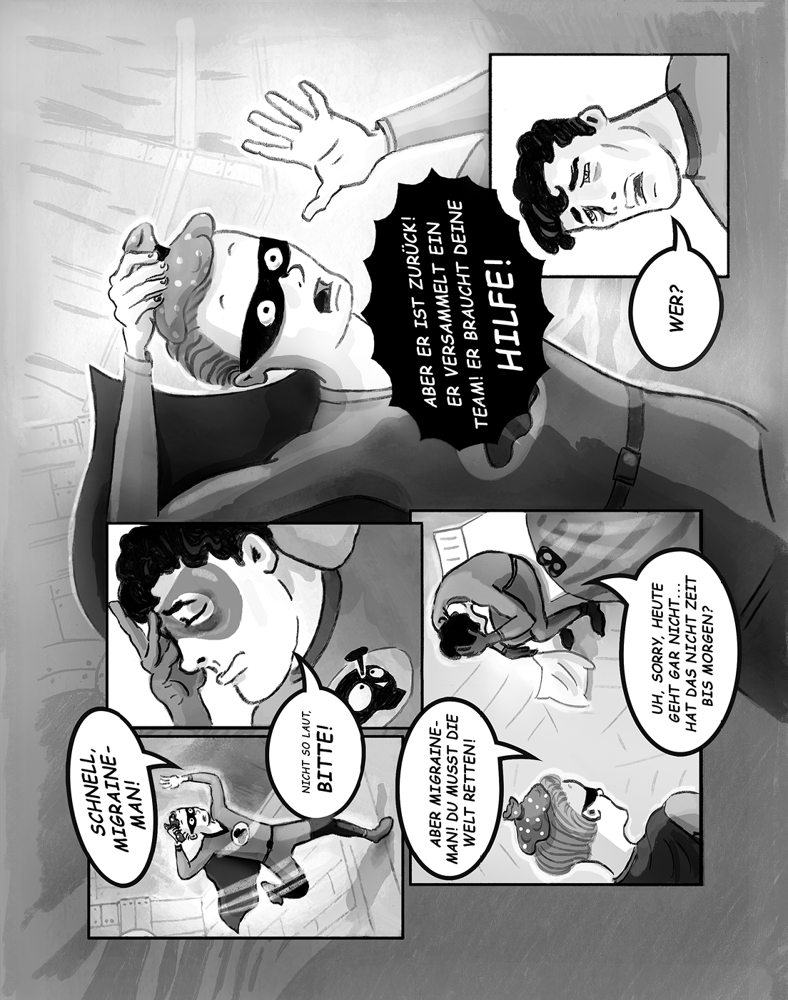 SCHNELL,
MIGRAINE-
MAN!
NICHT SO LAUT,
BITTE!
ABER MIGRAINE-
MAN! DU MUSST DIE
WELT RETTEN!
UH, SORRY, HEUTE
GEHT GAR NICHT...
HAT DAS NICHT ZEIT
BIS MORGEN?
ABER ER IST ZURÜCK!
ER VERSAMMELT EIN
TEAM! ER BRAUCHT DEINE
HILFE!
WER?